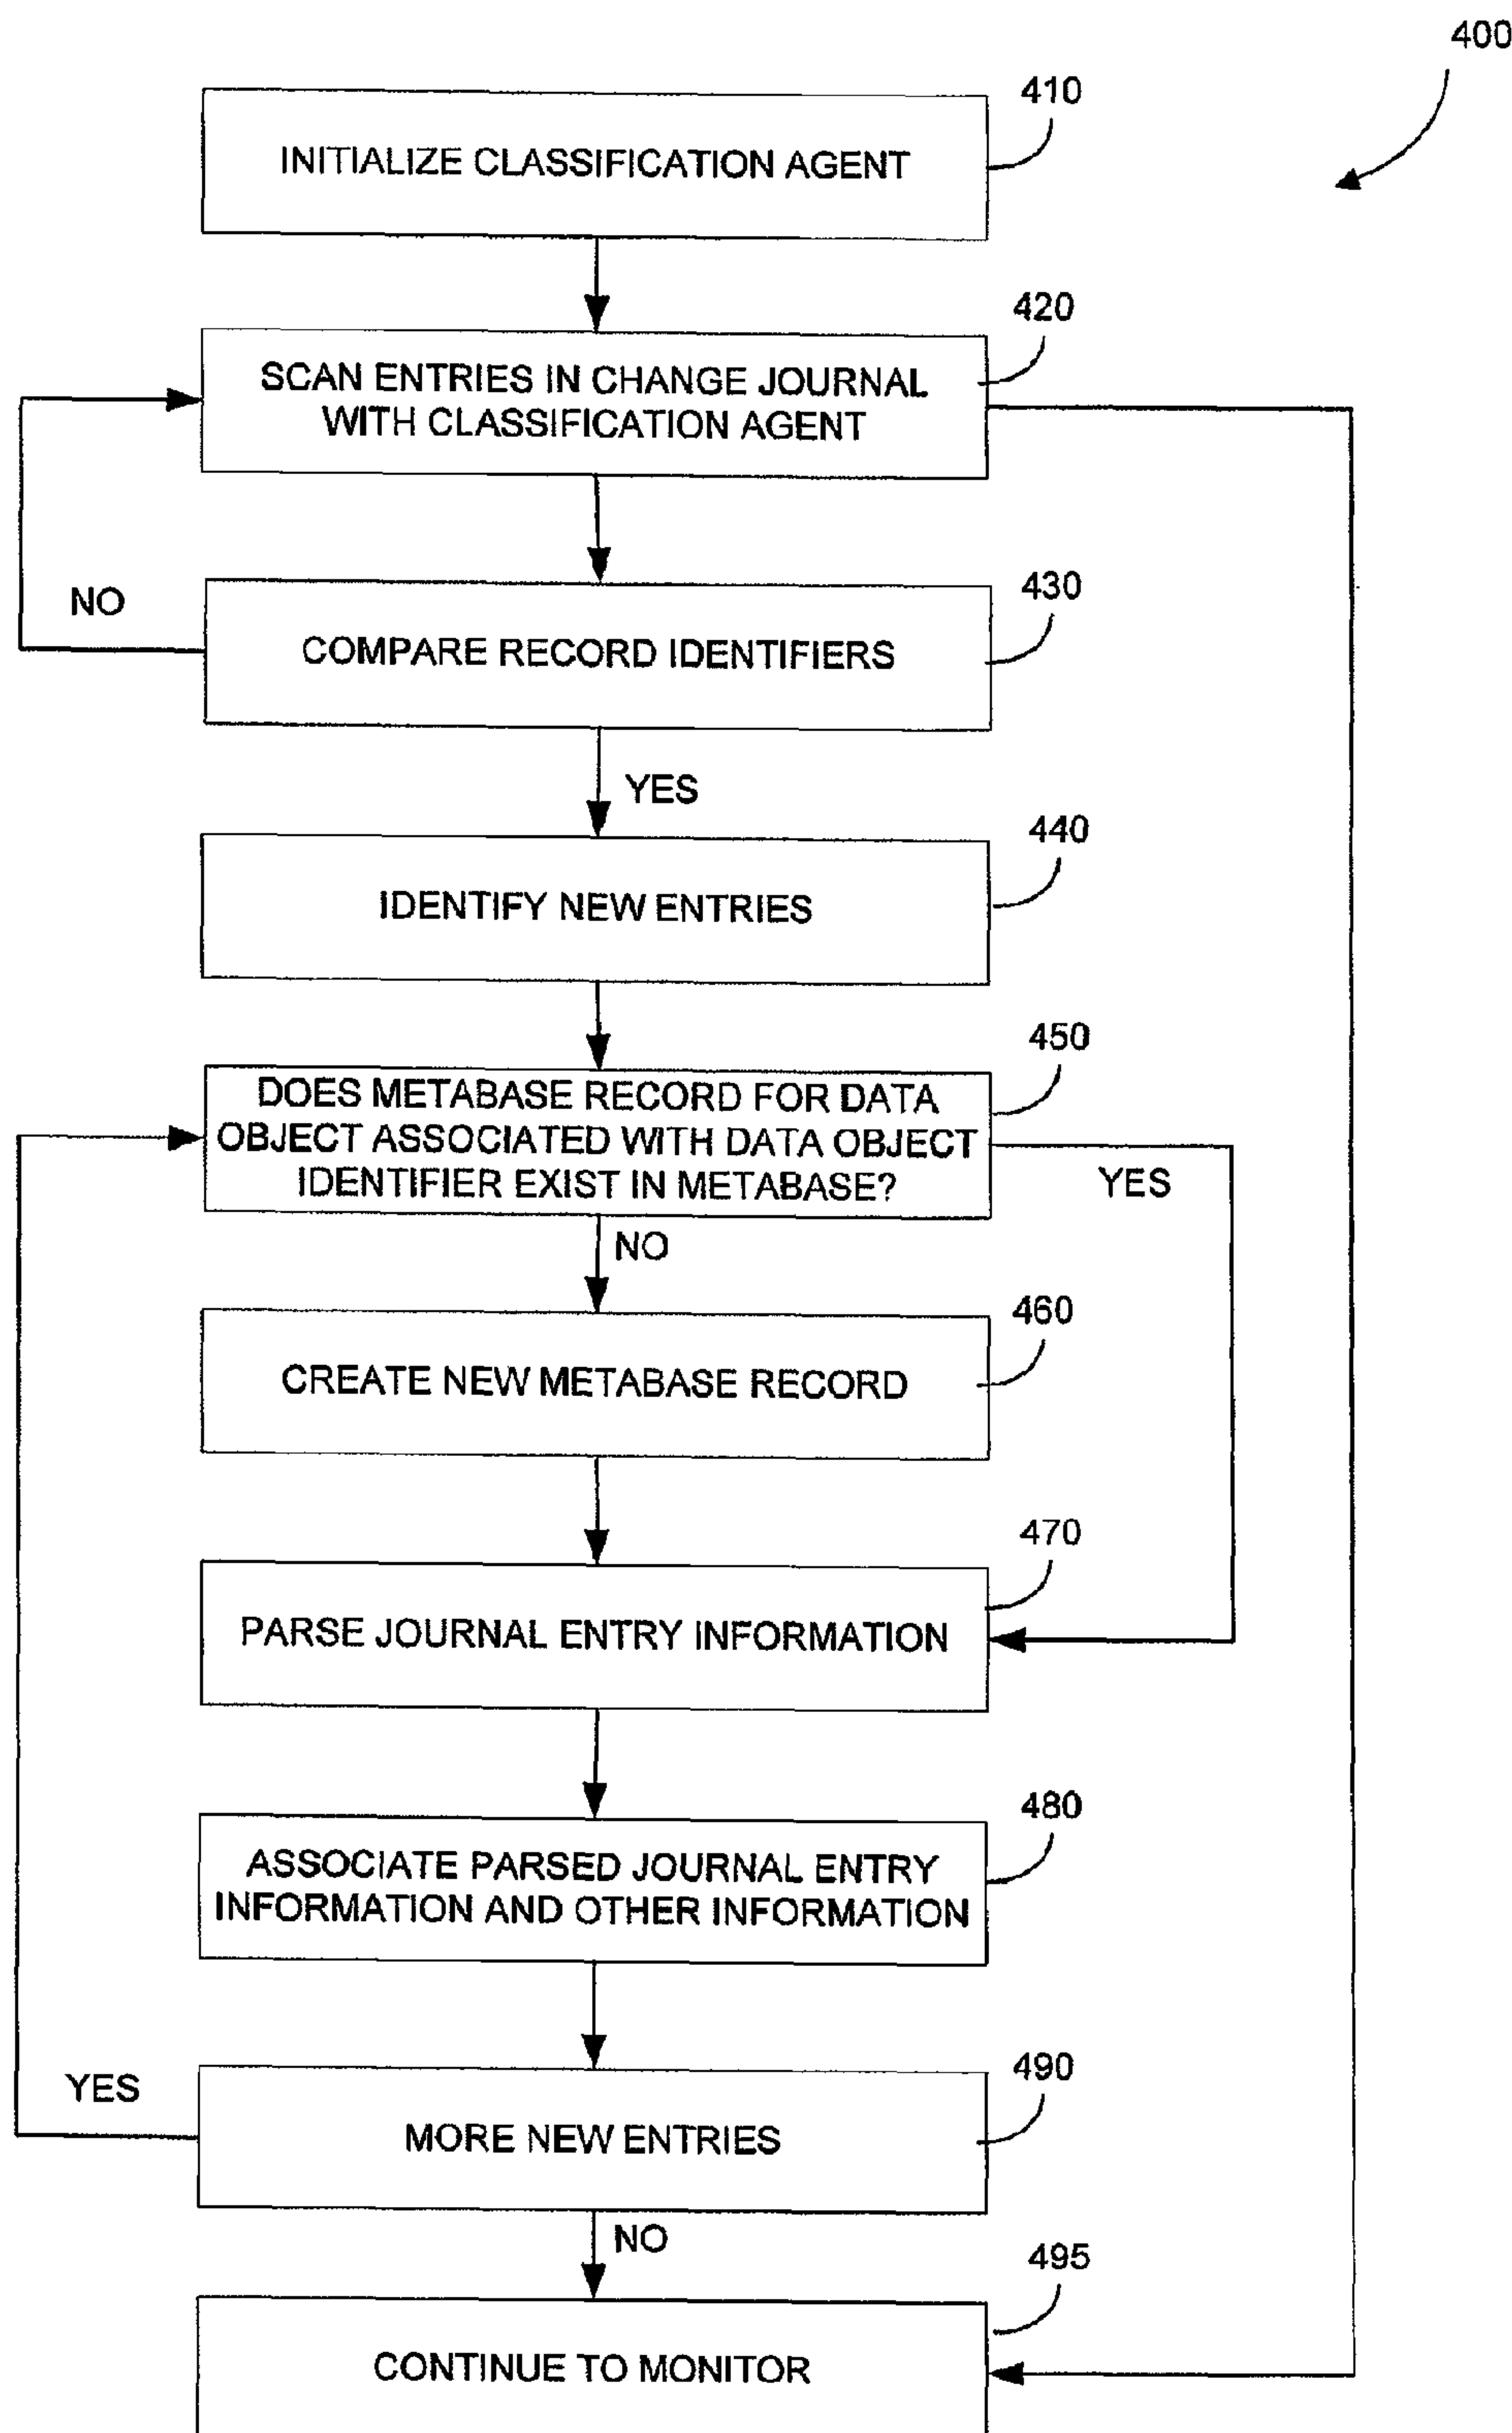 400
410
INITIALIZE CLASSIFICATION AGENT
420
SCAN ENTRIES IN CHANGE JOURNAL
WITH CLASSIFICATION AGENT
430
NO
COMPARE RECORD IDENTIFIERS
YES
440
IDENTIFY NEW ENTRIES
450
DOES METABASE RECORD FOR DATA
OBJECT ASSOCIATED WITH DATA OBJECT
IDENTIFIER EXIST IN METABASE?
YES
NO
460
CREATE NEW METABASE RECORD
470
PARSE JOURNAL ENTRY INFORMATION
480
ASSOCIATE PARSED JOURNAL ENTRY
INFORMATION AND OTHER INFORMATION
490
YES
MORE NEW ENTRIES
NO
495
CONTINUE TO MONITOR